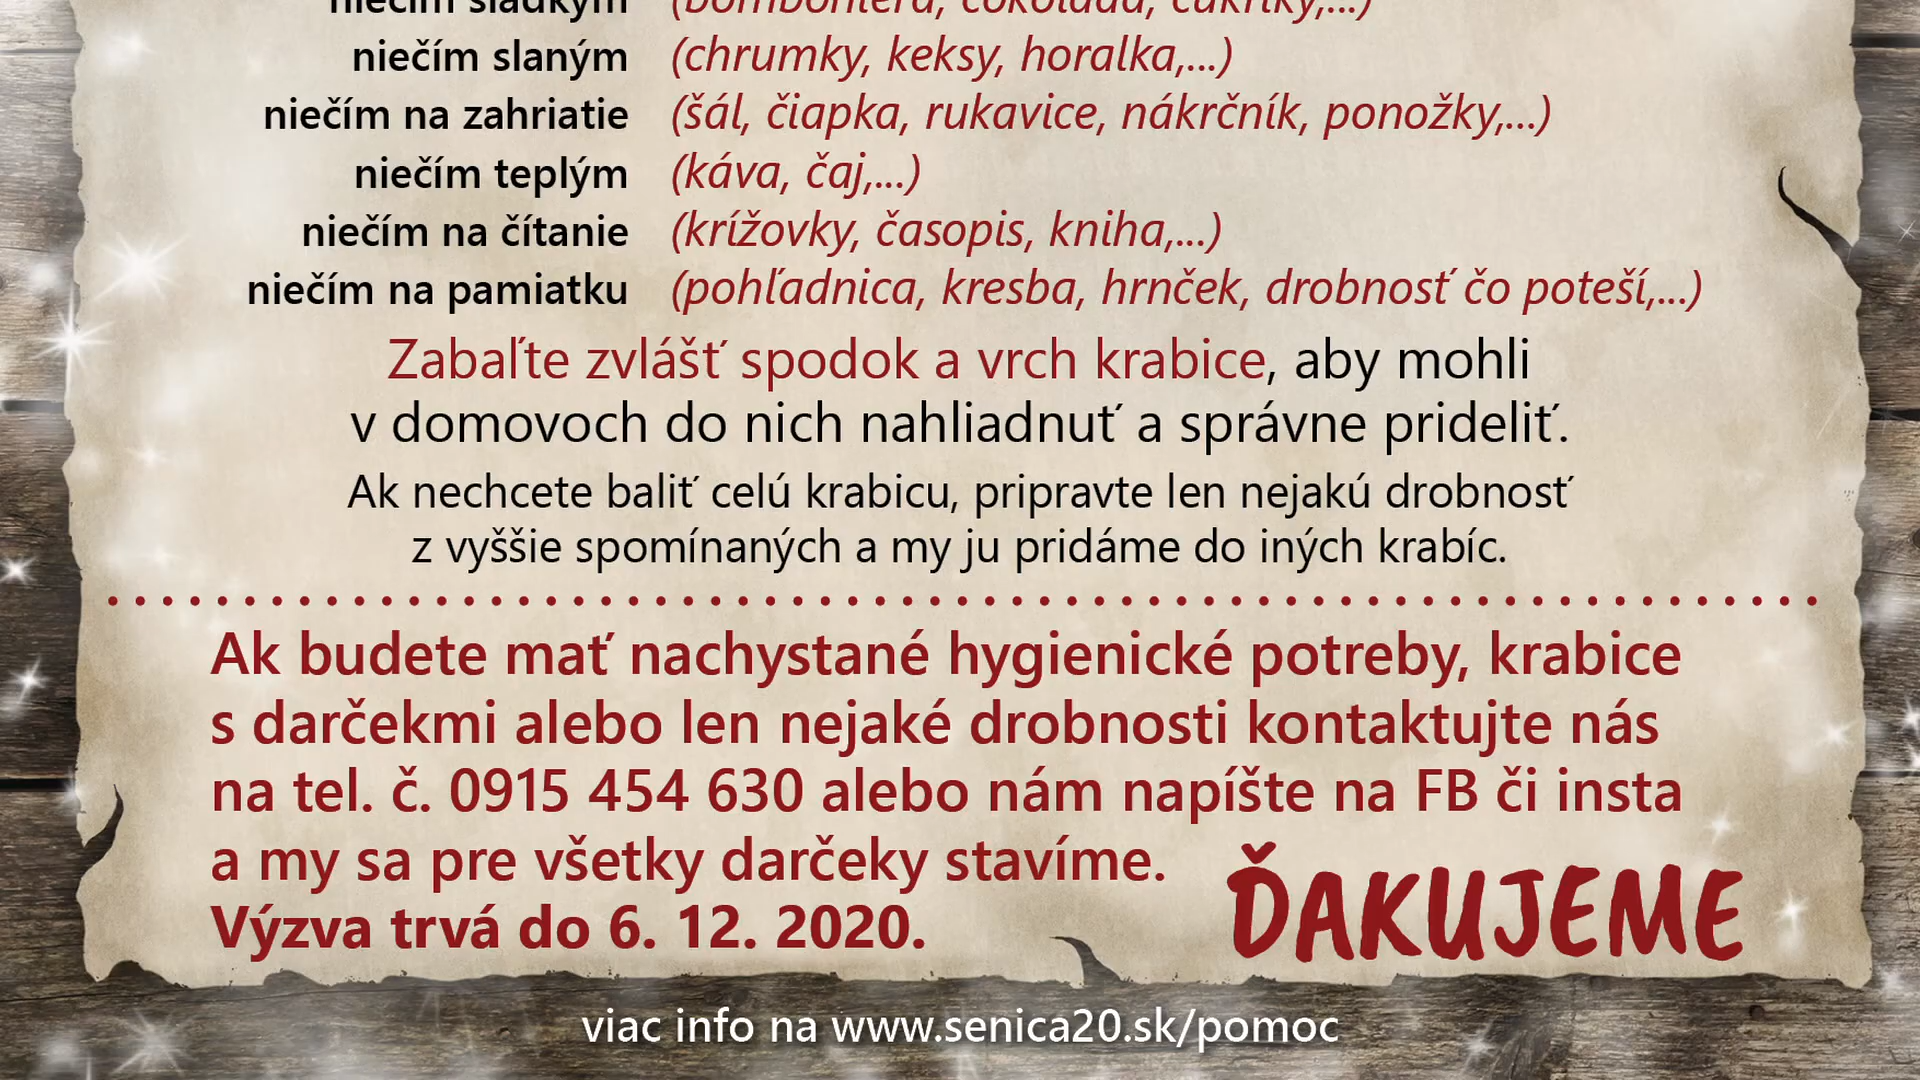 niečím sladkým (bomboniéra, čokoláda, cukríky,...)
niečím slaným (chrumky, keksy, horalka,...)
niečím na zahriatie (šál, čiapka, rukavice, nákrčník, ponožky,...)
niečím teplým (káva, čaj,...)
niečím na čítanie (krížovky, časopis, kniha,...)
niečím na pamiatku (pohľadnica, kresba, hrnček, drobnosť čo poteší,...)
Zabaľte zvlášť spodok a vrch krabice, aby mohli
v domovoch do nich nahliadnuť a správne prideliť.
Ak nechcete baliť celú krabicu, pripravte len nejakú drobnosť
z vyššie spomínaných a my ju pridáme do iných krabíc.
Ak budete mať nachystané hygienické potreby, krabice
s darčekmi alebo len nejaké drobnosti kontaktujte nás
na tel. č. 0915 454 630 alebo nám napíšte na FB či insta
a my sa pre všetky darčeky stavíme.
Výzva trvá do 6. 12. 2020.
ĎAKUJEME
viac info na www.senica20.sk/pomoc